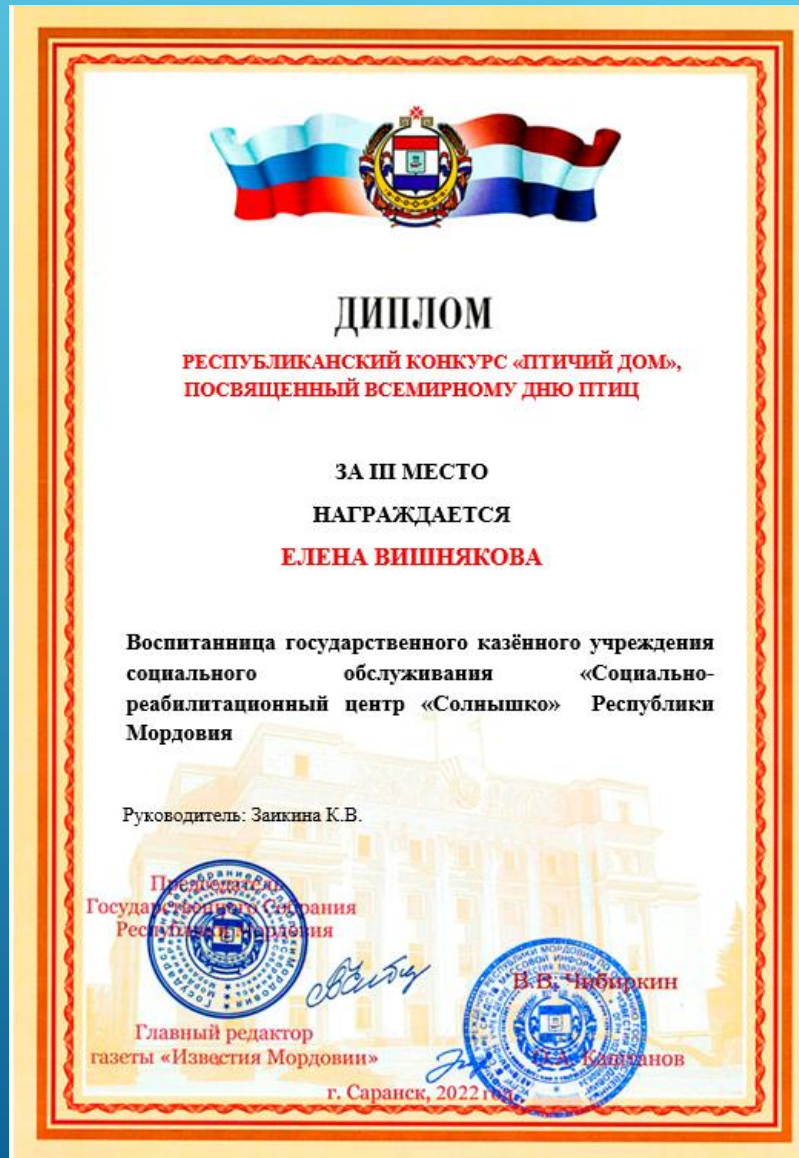 ДИПЛОМ
РЕСПУБЛИКАНСКИЙ КОНКУРС «ПТИЧИЙ ДОМ»,
ПОСВЯЩЕННЫЙ ВСЕМИРНОМУ ДНЮ ПТИЦ
ЗА III МЕСТО
НАГРАЖДАЕТСЯ
ЕЛЕНА ВИШНЯКОВА
Воспитанница государственного казённого учреждения
социального обслуживания «Социально-
реабилитационный центр «Солнышко» Республики
Мордовия
Руководитель: Заикина К.В.
Председатель
Государственного Собрания
Республики Мордовия
В.В. Чибиркин
Главный редактор
газеты «Известия Мордовии»
г. Саранск, 2022 год